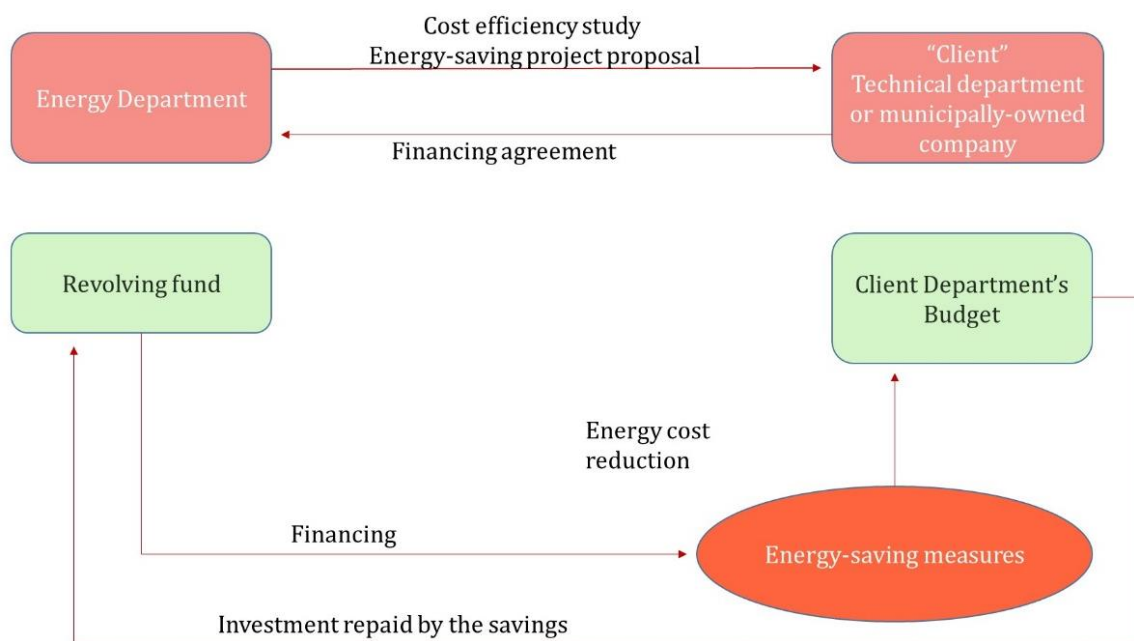 Cost efficiency study
Energy-saving project proposal
Energy Department
“Client”
Technical department
or municipally-owned
company
Financing agreement
Revolving fund
Client Department’s
Budget
Energy cost
reduction
Financing
Energy-saving measures
Investment repaid by the savings